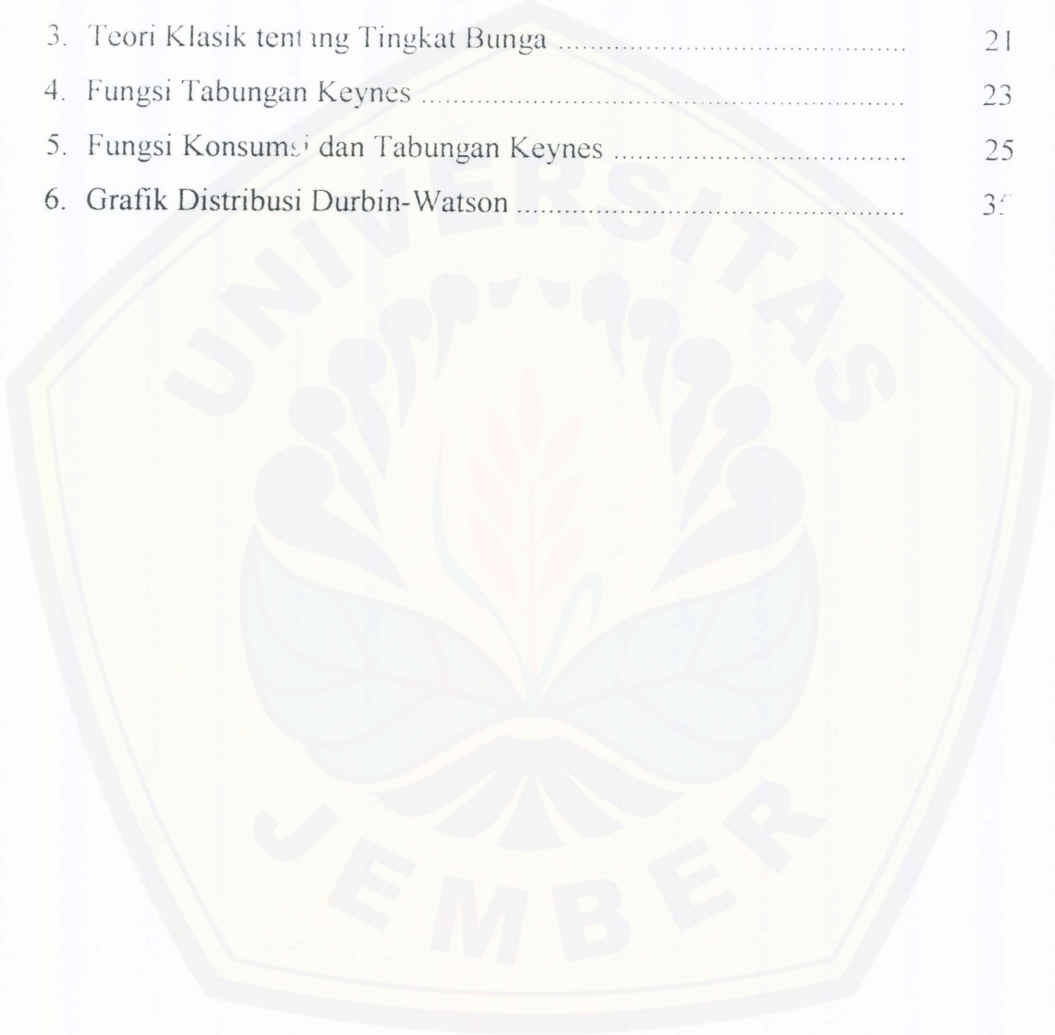 3. Teori Klasik tentang Tingkat Bunga ........................................ 21
4. Fungsi Tabungan Keynes ........................................ 23
5. Fungsi Konsumsi dan Tabungan Keynes ........................................ 25
6. Grafik Distribusi Durbin-Watson ........................................
UNIVERSITAS
JEMBER